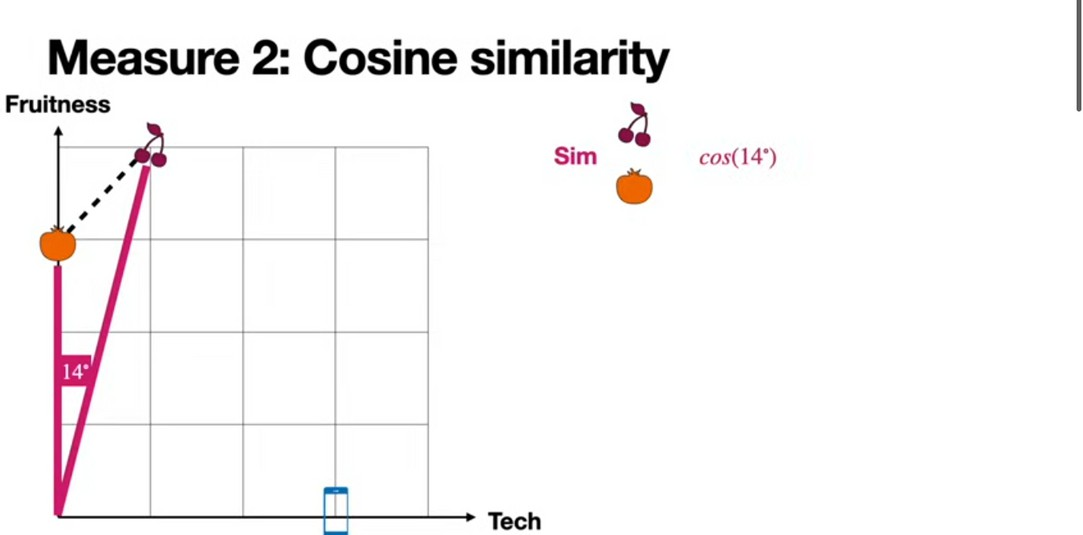 Measure 2: Cosine similarity
Fruitness
Sim
cos(14°)
14°
Tech